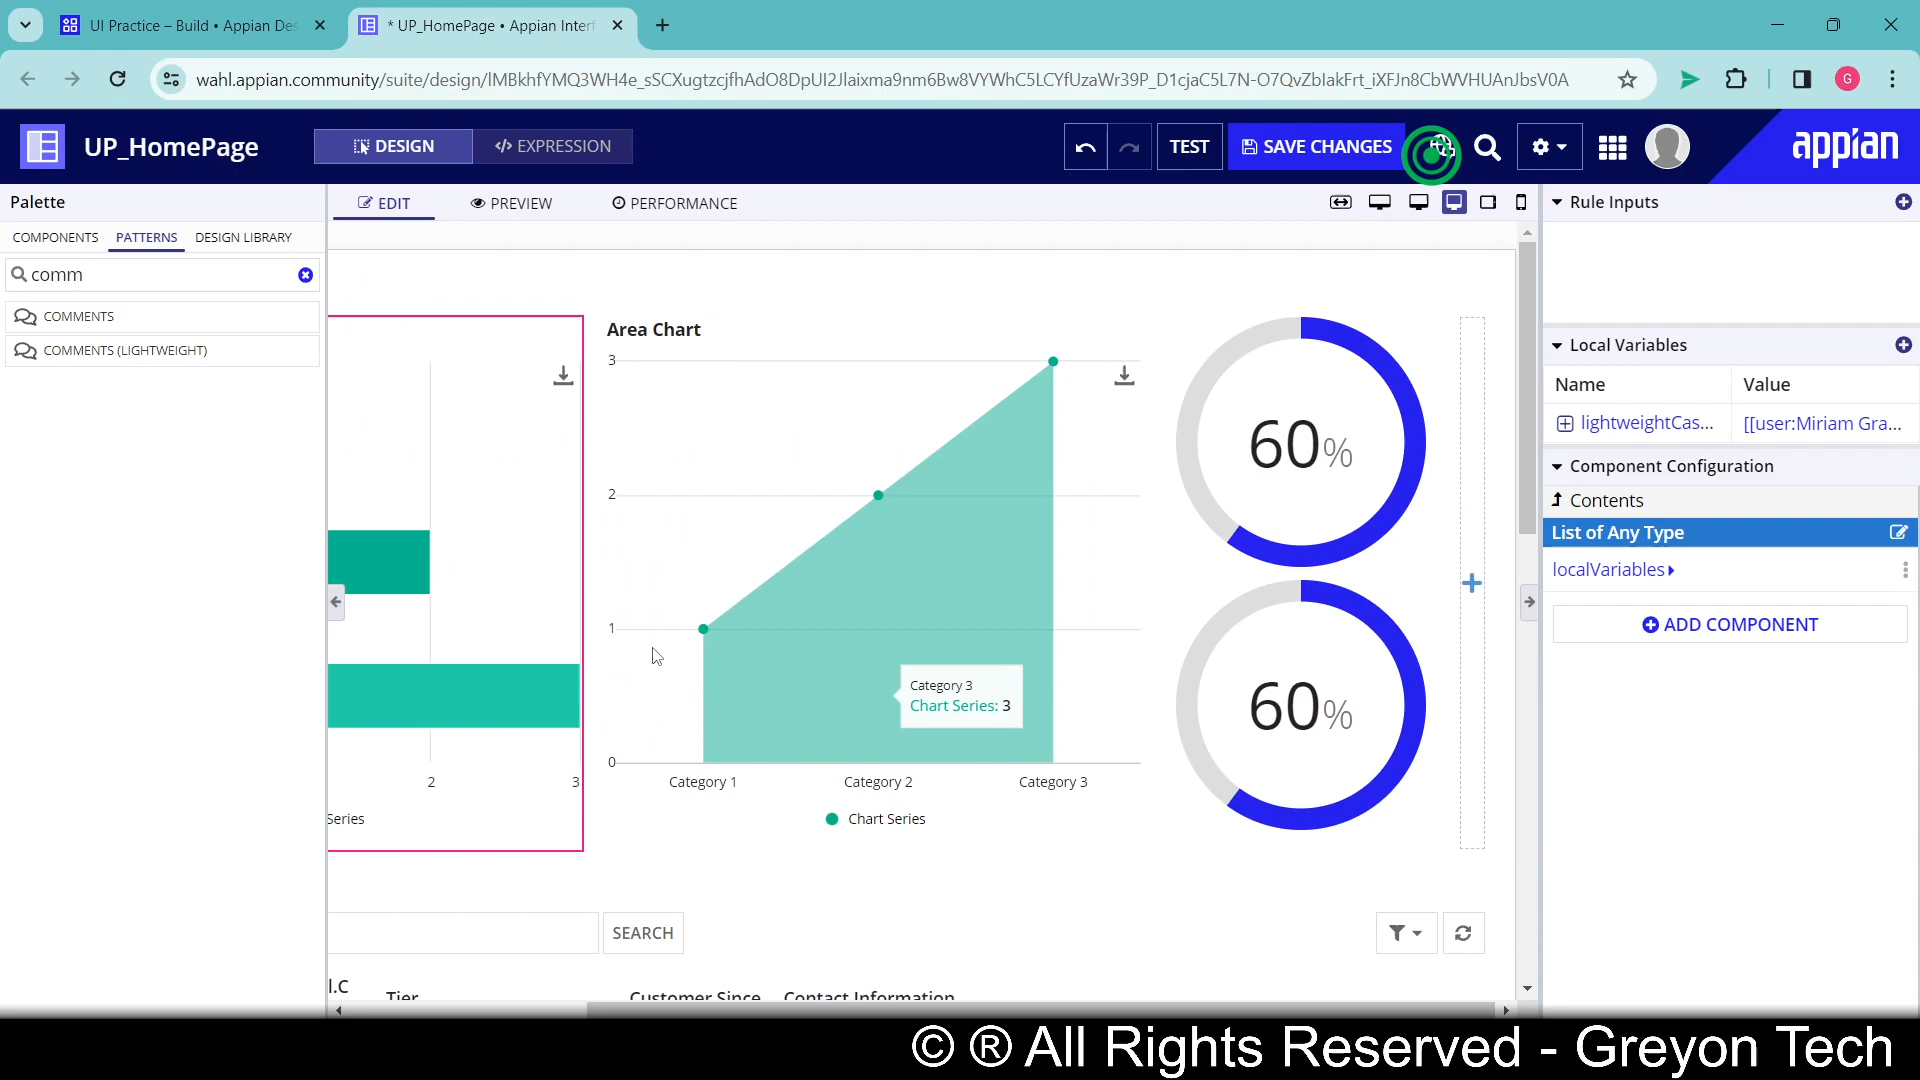 UI Practice – Build • Appian Des
* UP_HomePage • Appian Interf
wahl.appian.community/suite/design/lMBkhfYMQ3WH4e_sSCXugtzcjfhAdO8DpUI2Jlaixma9nm6Bw8VYWhC5LCYfUzaWr39P_D1cjaC5L7N-O7QvZbIakFrt_iXFJn8CbWVHUAnJbsV0A
G
UP_HomePage
DESIGN
</> EXPRESSION
TEST
SAVE CHANGES
appian
Palette
EDIT
PREVIEW
PERFORMANCE
Rule Inputs
COMPONENTS
PATTERNS
DESIGN LIBRARY
comm
COMMENTS
COMMENTS (LIGHTWEIGHT)
Area Chart
3
2
1
0
Category 1
Category 2
Category 3
Chart Series
Category 3
Chart Series: 3
2
3
Series
60%
60%
SEARCH
l.C
Tier
Customer Since
Contact Information
Local Variables
Name
Value
lightweightCas...
[[user:Miriam Gra...
Component Configuration
Contents
List of Any Type
localVariables
ADD COMPONENT
© ® All Rights Reserved - Greyon Tech